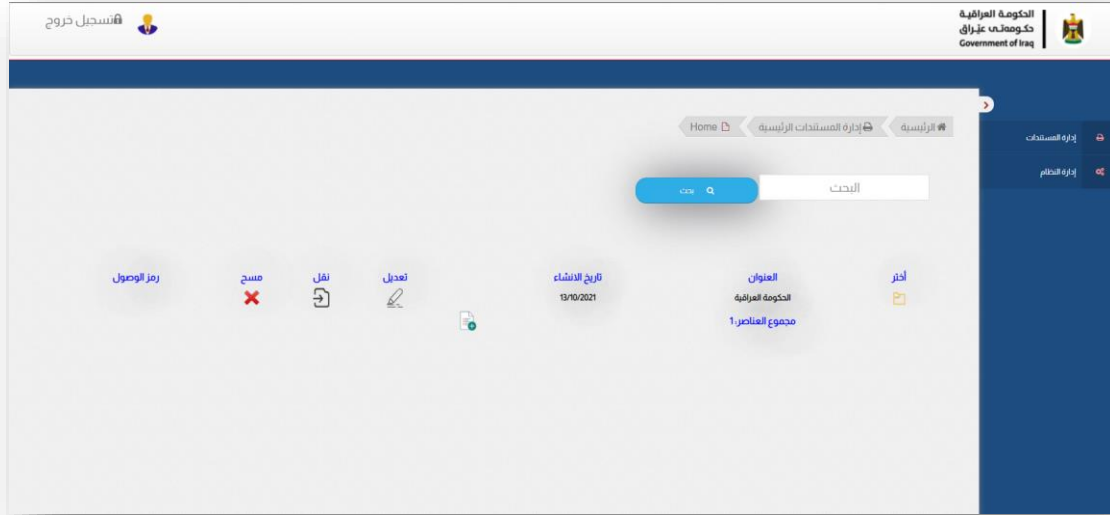 الحكومة العراقية
حكومەتی عێراق
Government of Iraq
تسجيل خروج
إدارة المستندات
إدارة النظام
الرئيسية
إدارة المستندات الرئيسية
Home
البحث
بحث
أختر العنوان تاريخ الانشاء تعديل نقل مسح رمز الوصول
الحكومة العراقية 13/10/2021
مجموع العناصر: 1